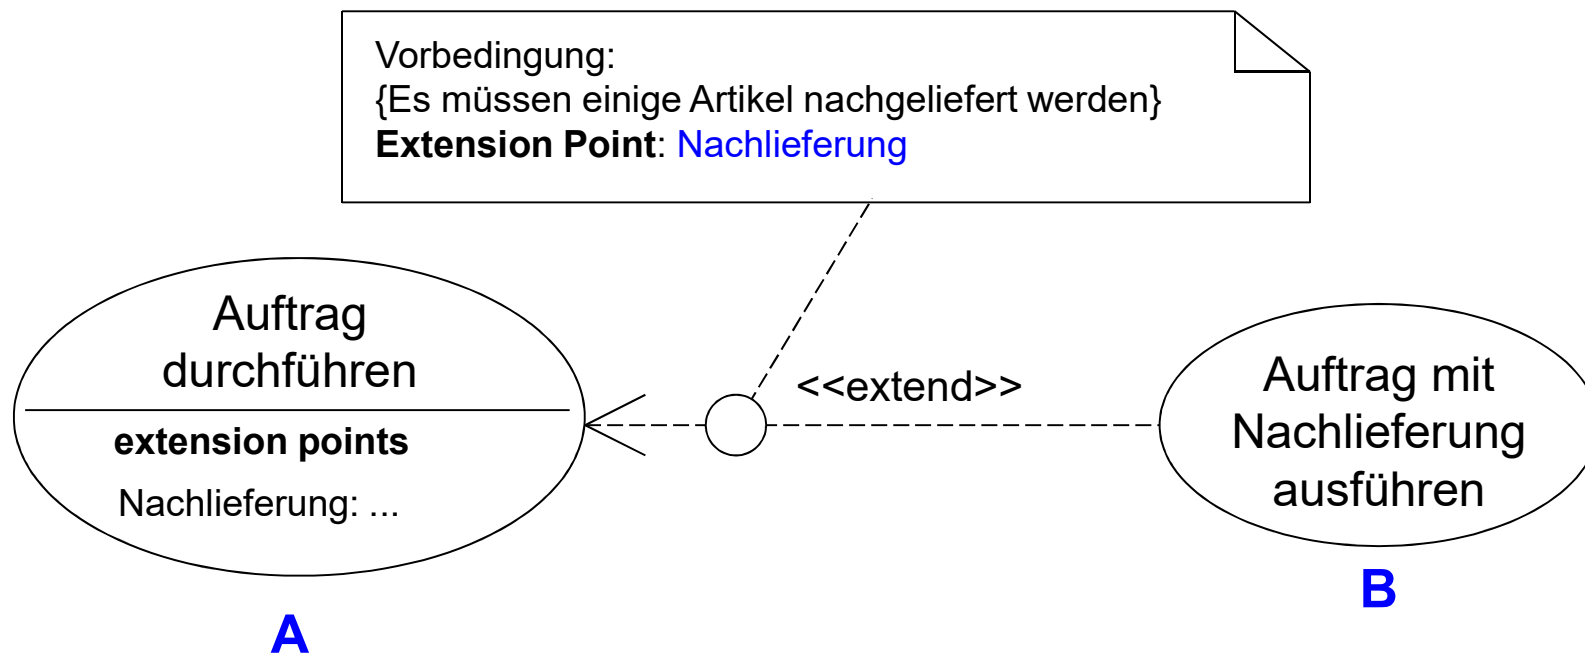 Vorbedingung:
{Es müssen einige Artikel nachgeliefert werden}
Extension Point: Nachlieferung
Auftrag
durchführen
extension points
Nachlieferung: ...
A
<<extend>>
Auftrag mit
Nachlieferung
ausführen
B